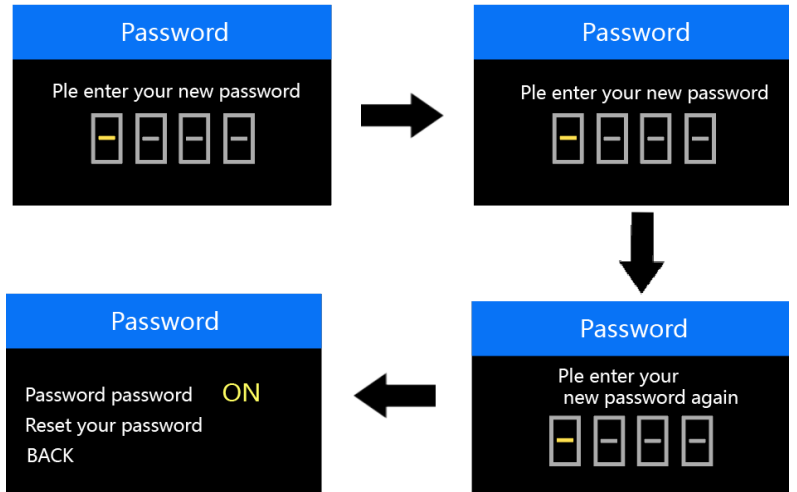 Password
Ple enter your new password
Password
Ple enter your new password
Password
Ple enter your
new password again
Password
Password password ON
Reset your password
BACK